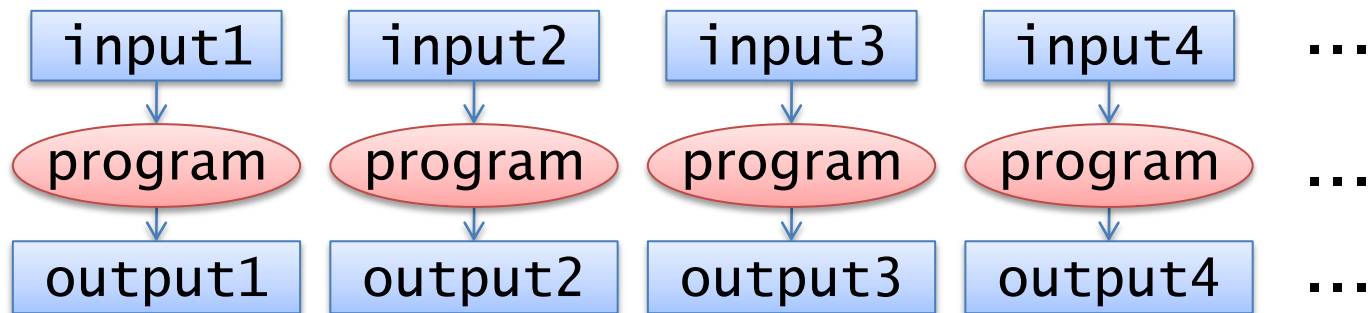 input1 input2 input3 input4 ...
program program program program ...
output1 output2 output3 output4 ...